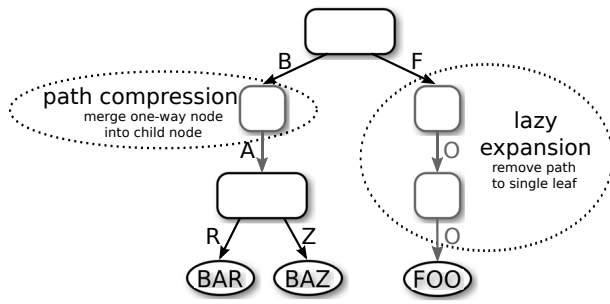 B
F
path compression
merge one-way node
into child node
lazy
expansion
remove path
to single leaf
A
O
R
Z
O
BAR
BAZ
FOO